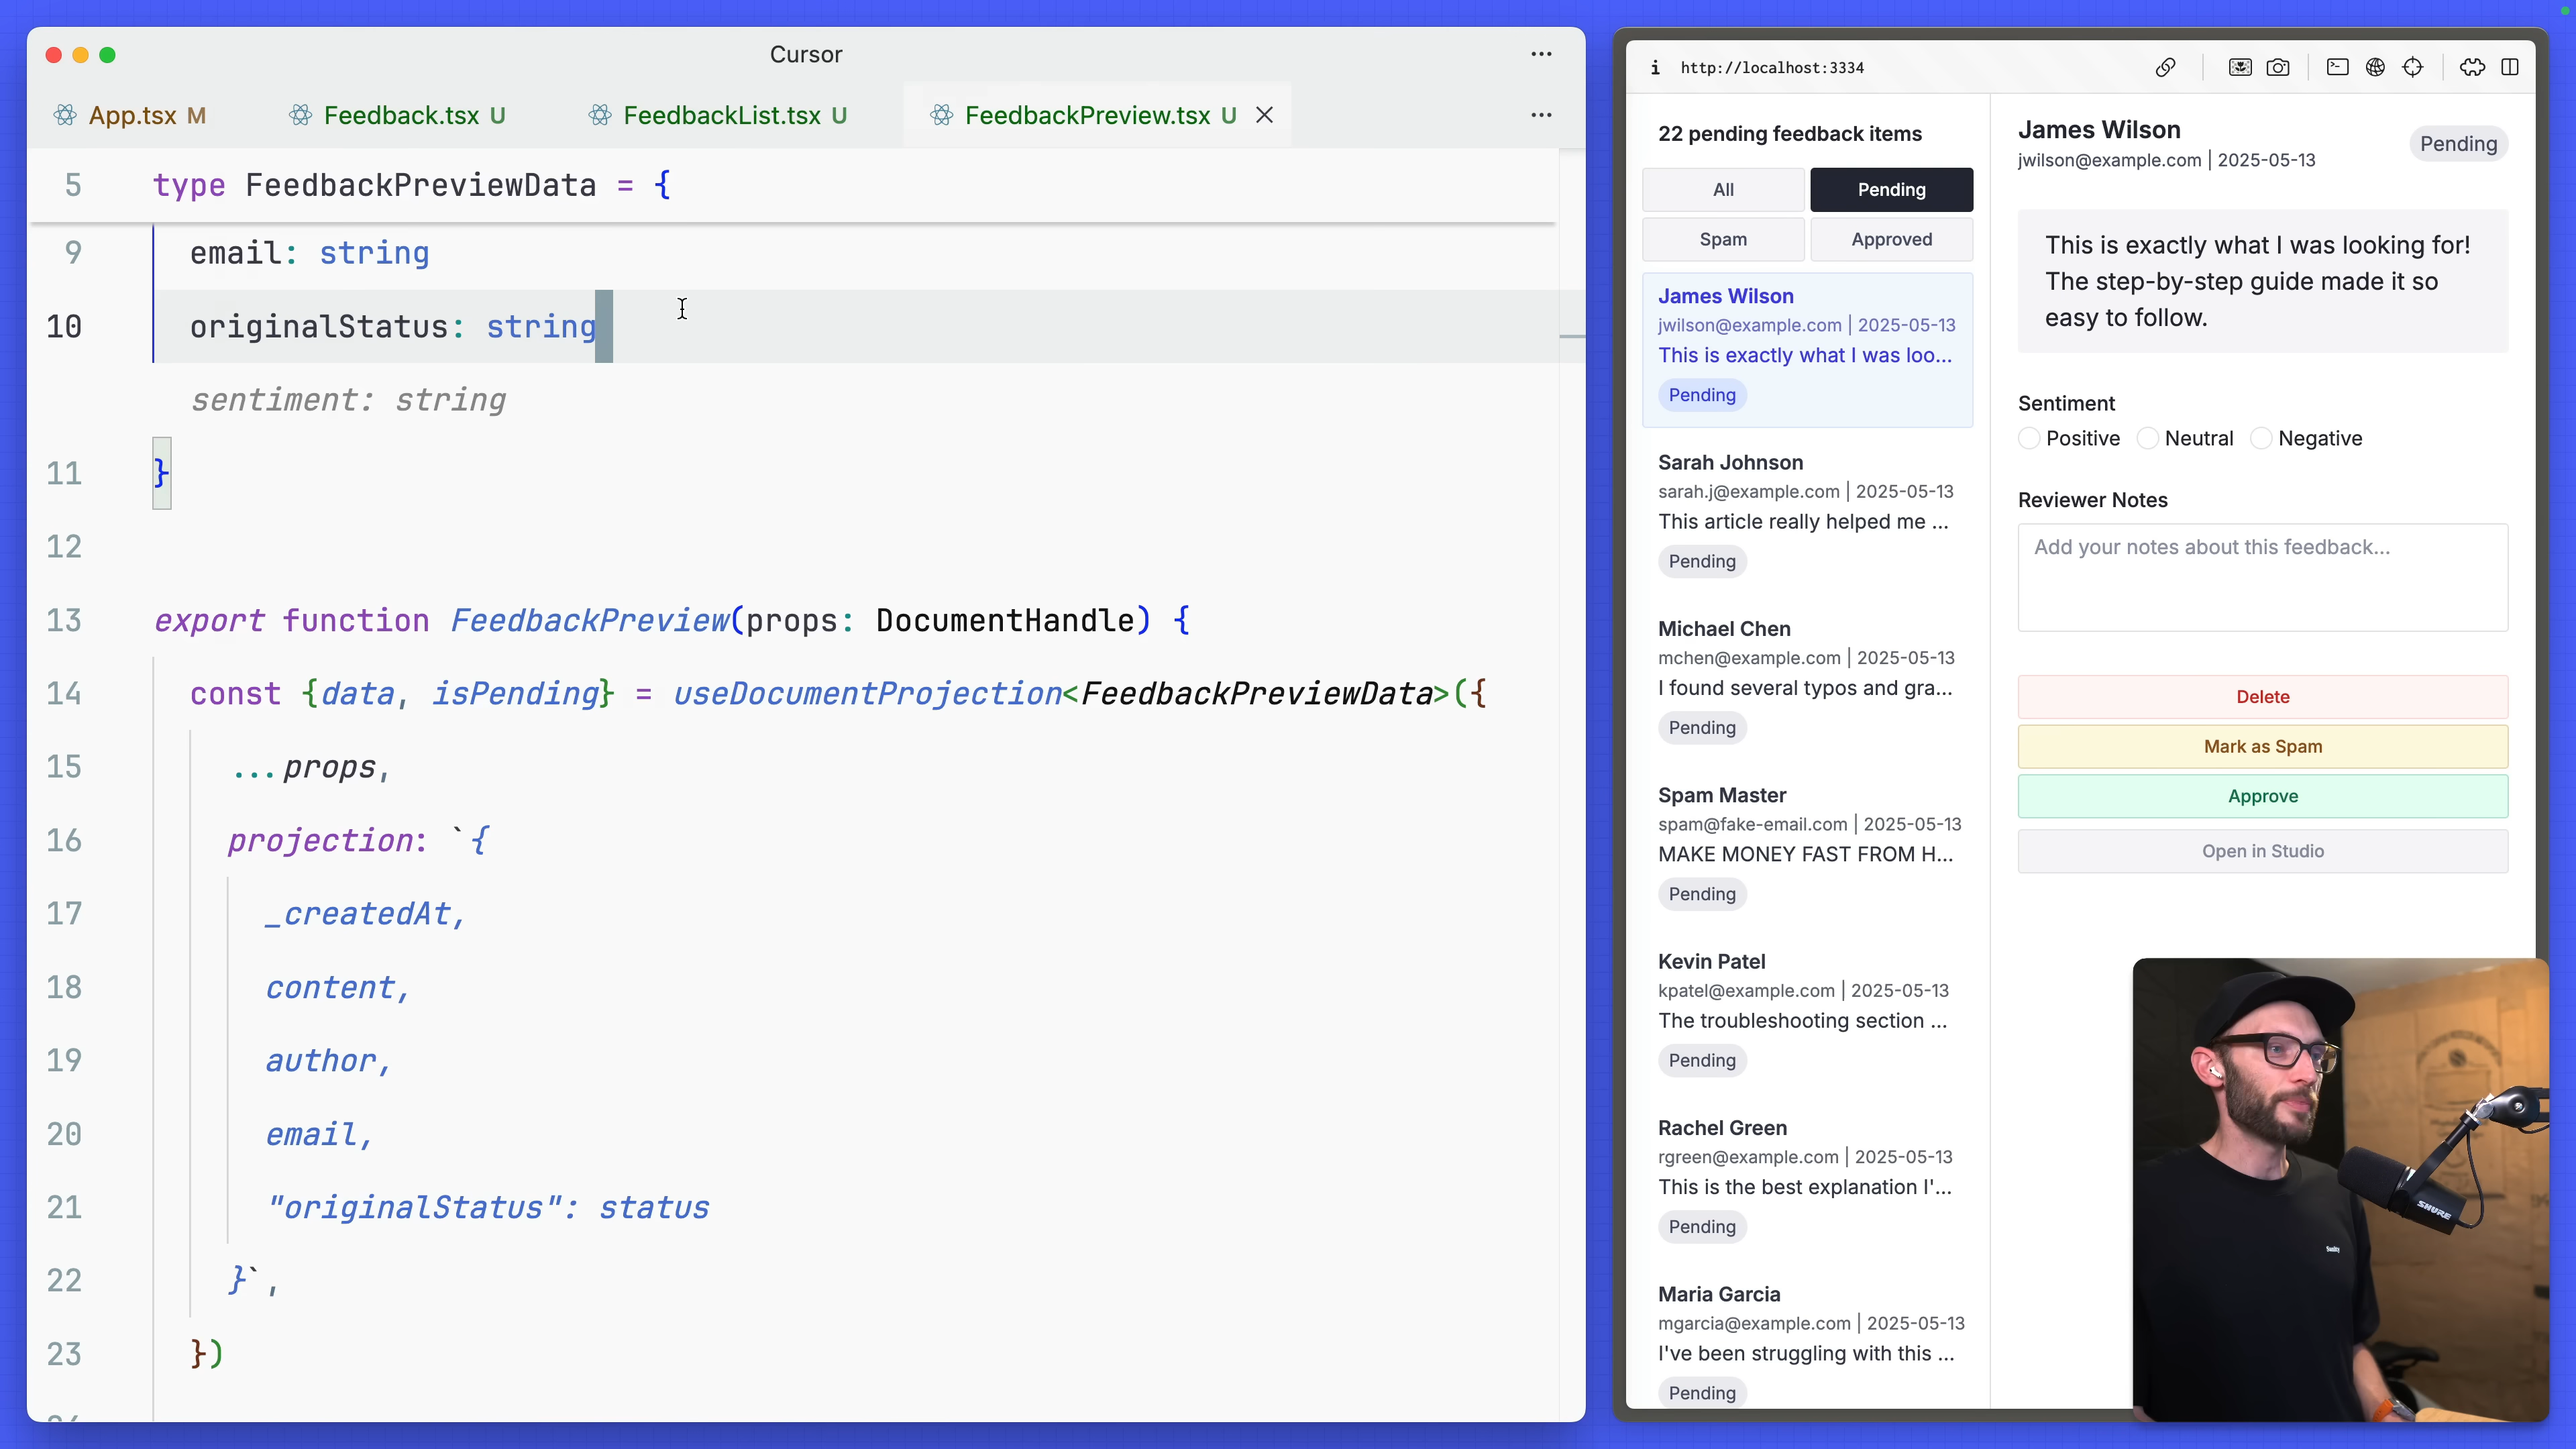 Cursor
App.tsx M
Feedback.tsx U
FeedbackList.tsx U
FeedbackPreview.tsx U
5 type FeedbackPreviewData = {
9 email: string
10 originalStatus: string
sentiment: string
11 }
12
13 export function FeedbackPreview(props: DocumentHandle) {
14 const {data, isPending} = useDocumentProjection<FeedbackPreviewData>({
15 ...props,
16 projection: `{
17 _createdAt,
18 content,
19 author,
20 email,
21 "originalStatus": status
22 }`,
23 })
http://localhost:3334
22 pending feedback items
All
Pending
Spam
Approved
James Wilson
jwilson@example.com | 2025-05-13
This is exactly what I was loo...
Pending
Sarah Johnson
sarah.j@example.com | 2025-05-13
This article really helped me ...
Pending
Michael Chen
mchen@example.com | 2025-05-13
I found several typos and gra...
Pending
Spam Master
spam@fake-email.com | 2025-05-13
MAKE MONEY FAST FROM H...
Pending
Kevin Patel
kpatel@example.com | 2025-05-13
The troubleshooting section ...
Pending
Rachel Green
rgreen@example.com | 2025-05-13
This is the best explanation I'...
Pending
Maria Garcia
mgarcia@example.com | 2025-05-13
I've been struggling with this ...
Pending
James Wilson
jwilson@example.com | 2025-05-13
Pending
This is exactly what I was looking for!
The step-by-step guide made it so
easy to follow.
Sentiment
Positive
Neutral
Negative
Reviewer Notes
Add your notes about this feedback...
Delete
Mark as Spam
Approve
Open in Studio
SHURE
Sanity